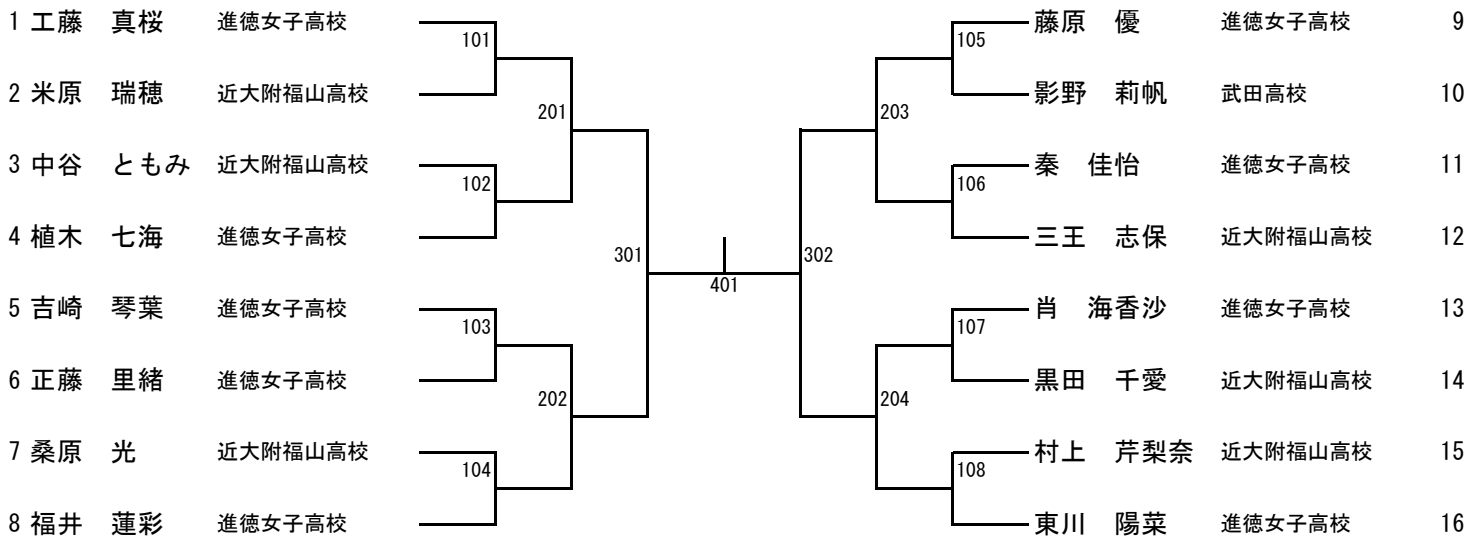 1 工藤　真桜　進徳女子高校
101
2 米原　瑞穂　近大附福山高校
201
3 中谷　ともみ　近大附福山高校
102
4 植木　七海　進徳女子高校
301
5 吉崎　琴葉　進徳女子高校
103
6 正藤　里緒　進徳女子高校
202
7 桑原　光　近大附福山高校
104
8 福井　蓮彩　進徳女子高校
401
藤原　優　進徳女子高校　9
105
影野　莉帆　武田高校　10
203
秦　佳怡　進徳女子高校　11
106
三王　志保　近大附福山高校　12
302
肖　海香沙　進徳女子高校　13
107
黒田　千愛　近大附福山高校　14
204
村上　芹梨奈　近大附福山高校　15
108
東川　陽菜　進徳女子高校　16